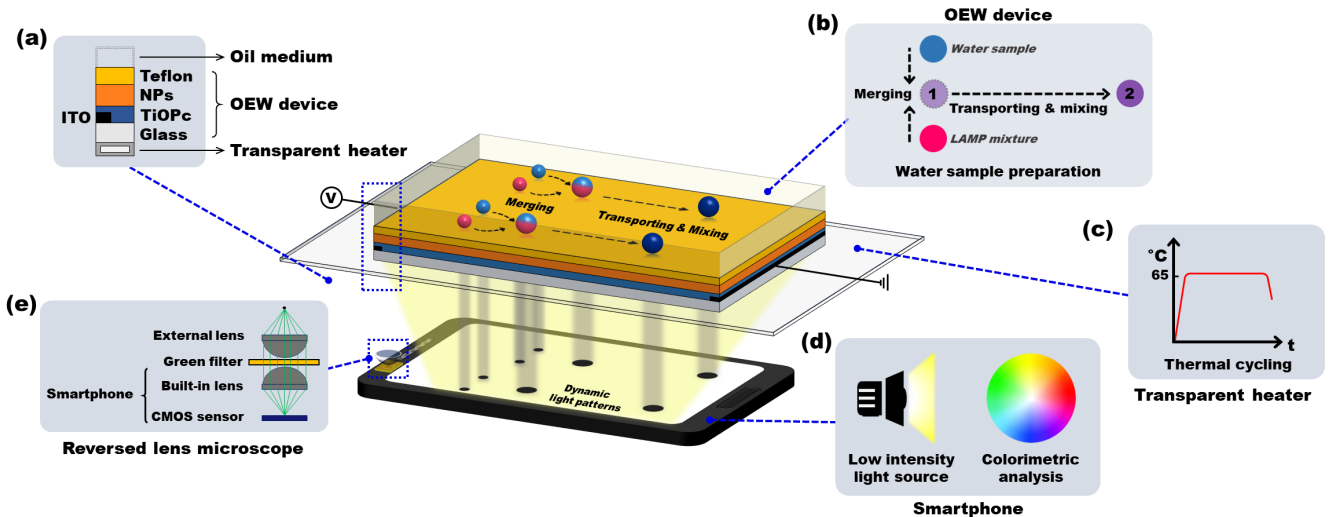 (a)
Oil medium
Teflon
NPs
ITO
TiOPc
Glass
OEW device
Transparent heater
OEW device
(b)
Water sample
Merging
1
2
Transporting & mixing
LAMP mixture
Water sample preparation
V
Merging
Transporting & Mixing
(c)
°C
65
t
Thermal cycling
Transparent heater
(e)
External lens
Green filter
Smartphone
Built-in lens
CMOS sensor
Reversed lens microscope
Dynamic
light patterns
(d)
Low intensity
light source
Colorimetric
analysis
Smartphone